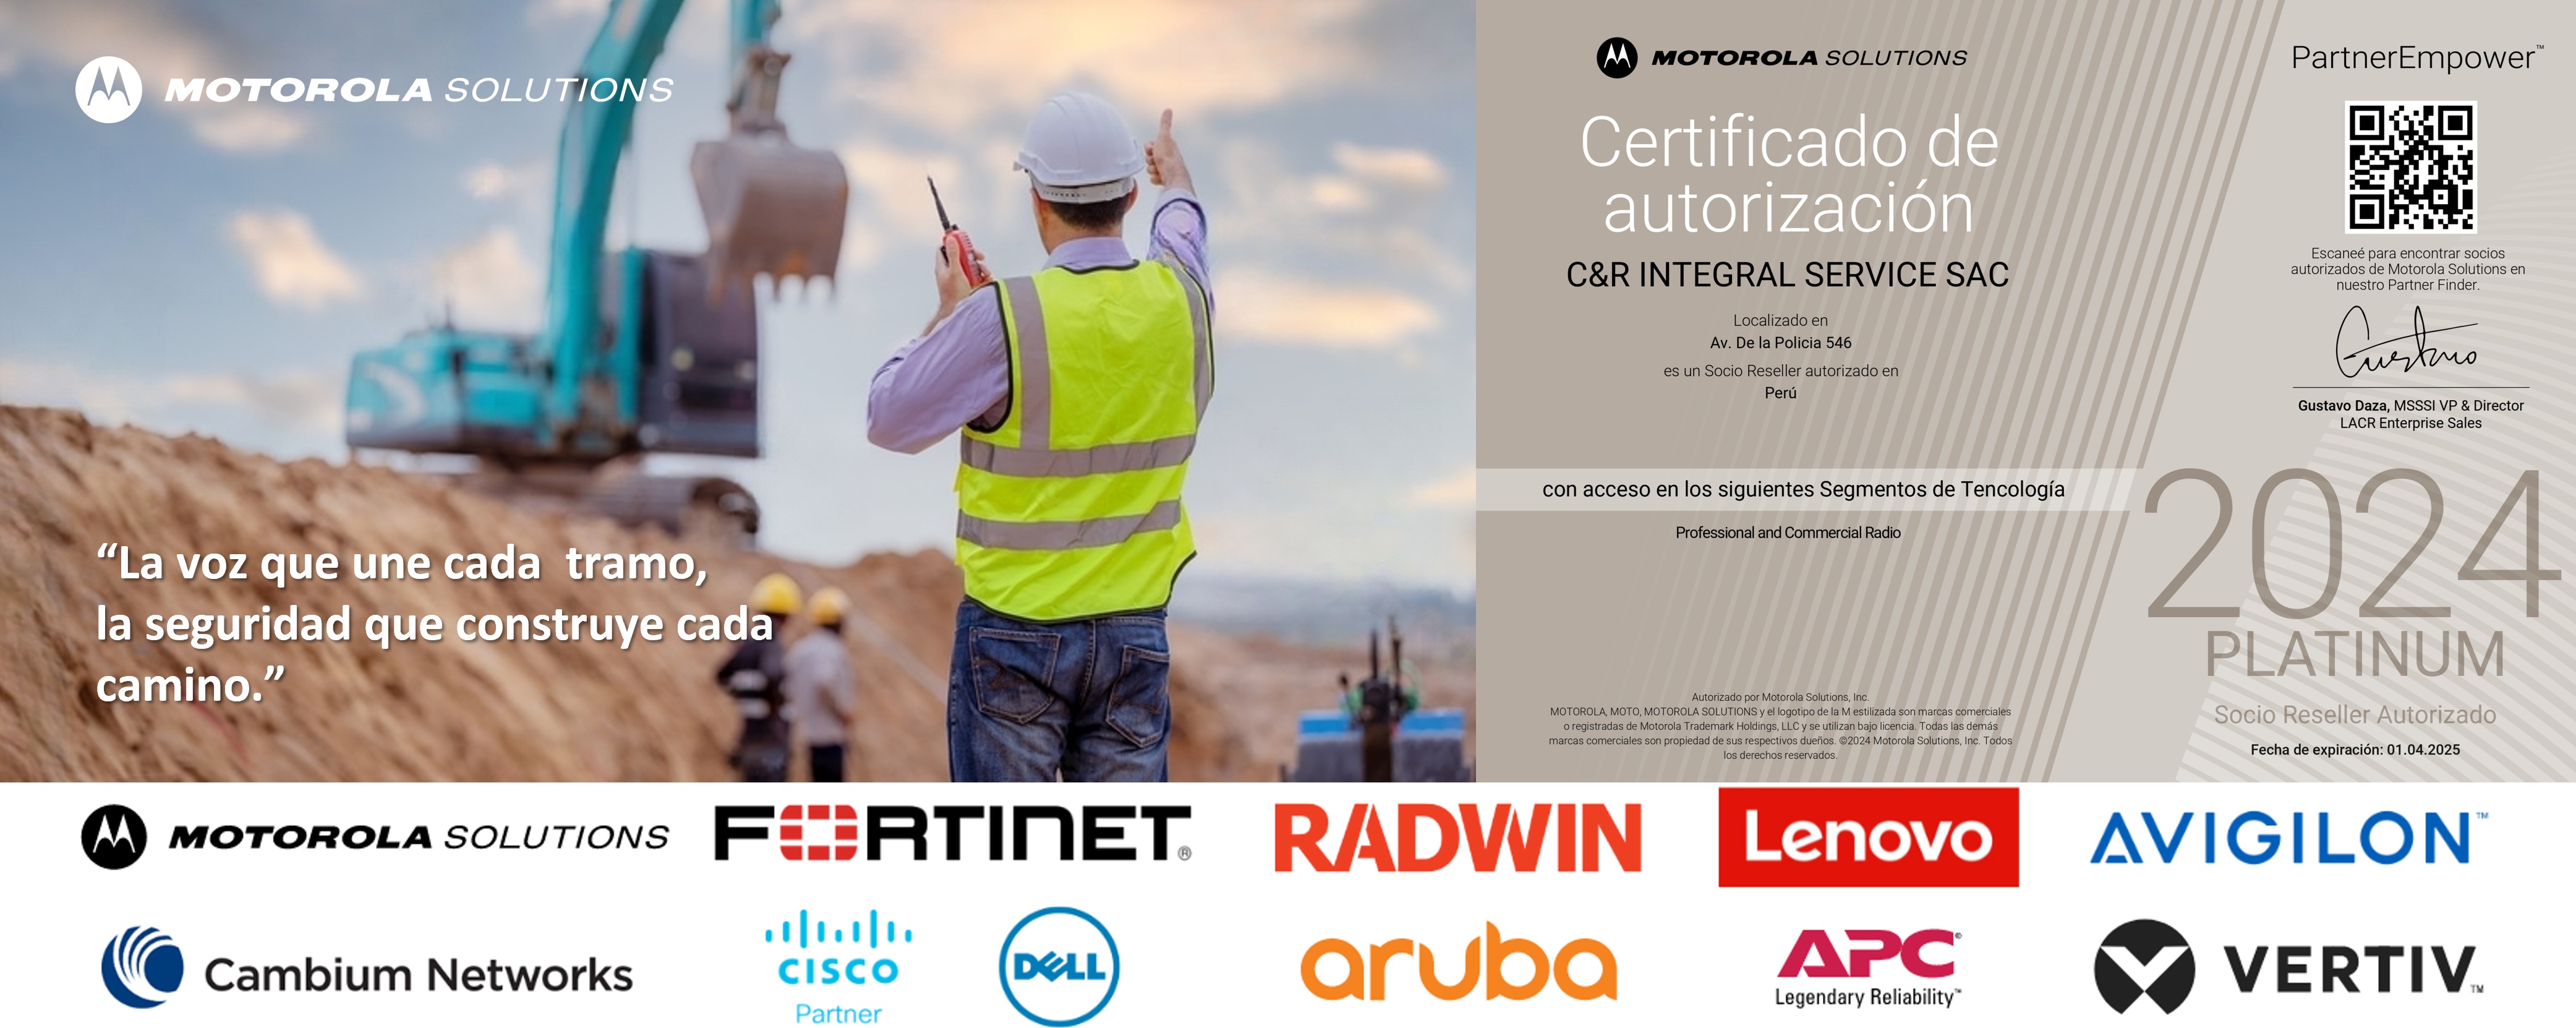 MOTOROLA SOLUTIONS
“La voz que une cada tramo,
la seguridad que construye cada
camino.”
MOTOROLA SOLUTIONS
Certificado de
autorización
C&R INTEGRAL SERVICE SAC
Localizado en
Av. De la Policia 546
es un Socio Reseller autorizado en
Perú
con acceso en los siguientes Segmentos de Tencología
Professional and Commercial Radio
Autorizado por Motorola Solutions, Inc.
MOTOROLA, MOTO, MOTOROLA SOLUTIONS y el logotipo de la M estilizada son marcas comerciales
o registradas de Motorola Trademark Holdings, LLC y se utilizan bajo licencia. Todas las demás
marcas comerciales son propiedad de sus respectivos dueños. ©2024 Motorola Solutions, Inc. Todos
los derechos reservados.
PartnerEmpower™
Escaneé para encontrar socios
autorizados de Motorola Solutions en
nuestro Partner Finder.
Gustavo
Gustavo Daza, MSSSI VP & Director
LACR Enterprise Sales
2024
PLATINUM
Socio Reseller Autorizado
Fecha de expiración: 01.04.2025
MOTOROLA SOLUTIONS
FORTINET®
RADWIN
Lenovo
AVIGILON™
Cambium Networks
CISCO
Partner
DELL
aruba
APC®
Legendary Reliability™
VERTIV™